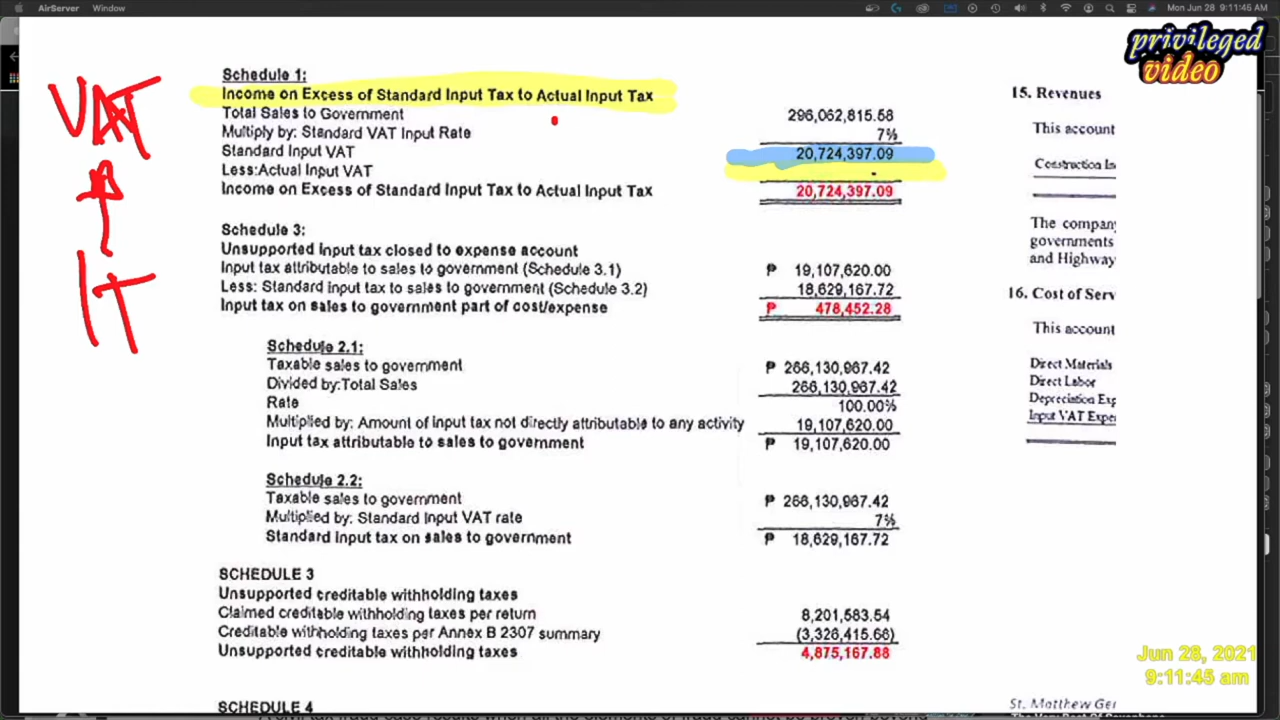 AirServer Window Mon Jun 28 9:11:45 AM
privileged
video
VAT
IT
Schedule 1:
Income on Excess of Standard Input Tax to Actual Input Tax
Total Sales to Government 296,062,815.58
Multiply by: Standard VAT Input Rate 7%
Standard Input VAT 20,724,397.09
Less:Actual Input VAT -
Income on Excess of Standard Input Tax to Actual Input Tax 20,724,397.09
Schedule 3:
Unsupported input tax closed to expense account
Input tax attributable to sales to government (Schedule 3.1) ₱ 19,107,620.00
Less: Standard input tax to sales to government (Schedule 3.2) 18,629,167.72
Input tax on sales to government part of cost/expense ₱ 478,452.28
Schedule 2.1:
Taxable sales to government ₱ 266,130,967.42
Divided by:Total Sales 266,130,967.42
Rate 100.00%
Multiplied by: Amount of input tax not directly attributable to any activity 19,107,620.00
Input tax attributable to sales to government ₱ 19,107,620.00
Schedule 2.2:
Taxable sales to government ₱ 266,130,967.42
Multiplied by: Standard Input VAT rate 7%
Standard Input tax on sales to government ₱ 18,629,167.72
SCHEDULE 3
Unsupported creditable withholding taxes
Claimed creditable withholding taxes per return 8,201,583.54
Creditable withholding taxes per Annex B 2307 summary (3,326,415.66)
Unsupported creditable withholding taxes 4,875,167.88
SCHEDULE 4
15. Revenues
This account
Construction In
The company
governments
and Highway
16. Cost of Serv
This account
Direct Materials
Direct Labor
Depreciation Exp
Input VAT Expe
Jun 28, 2021
9:11:45 am
St. Matthew Ger